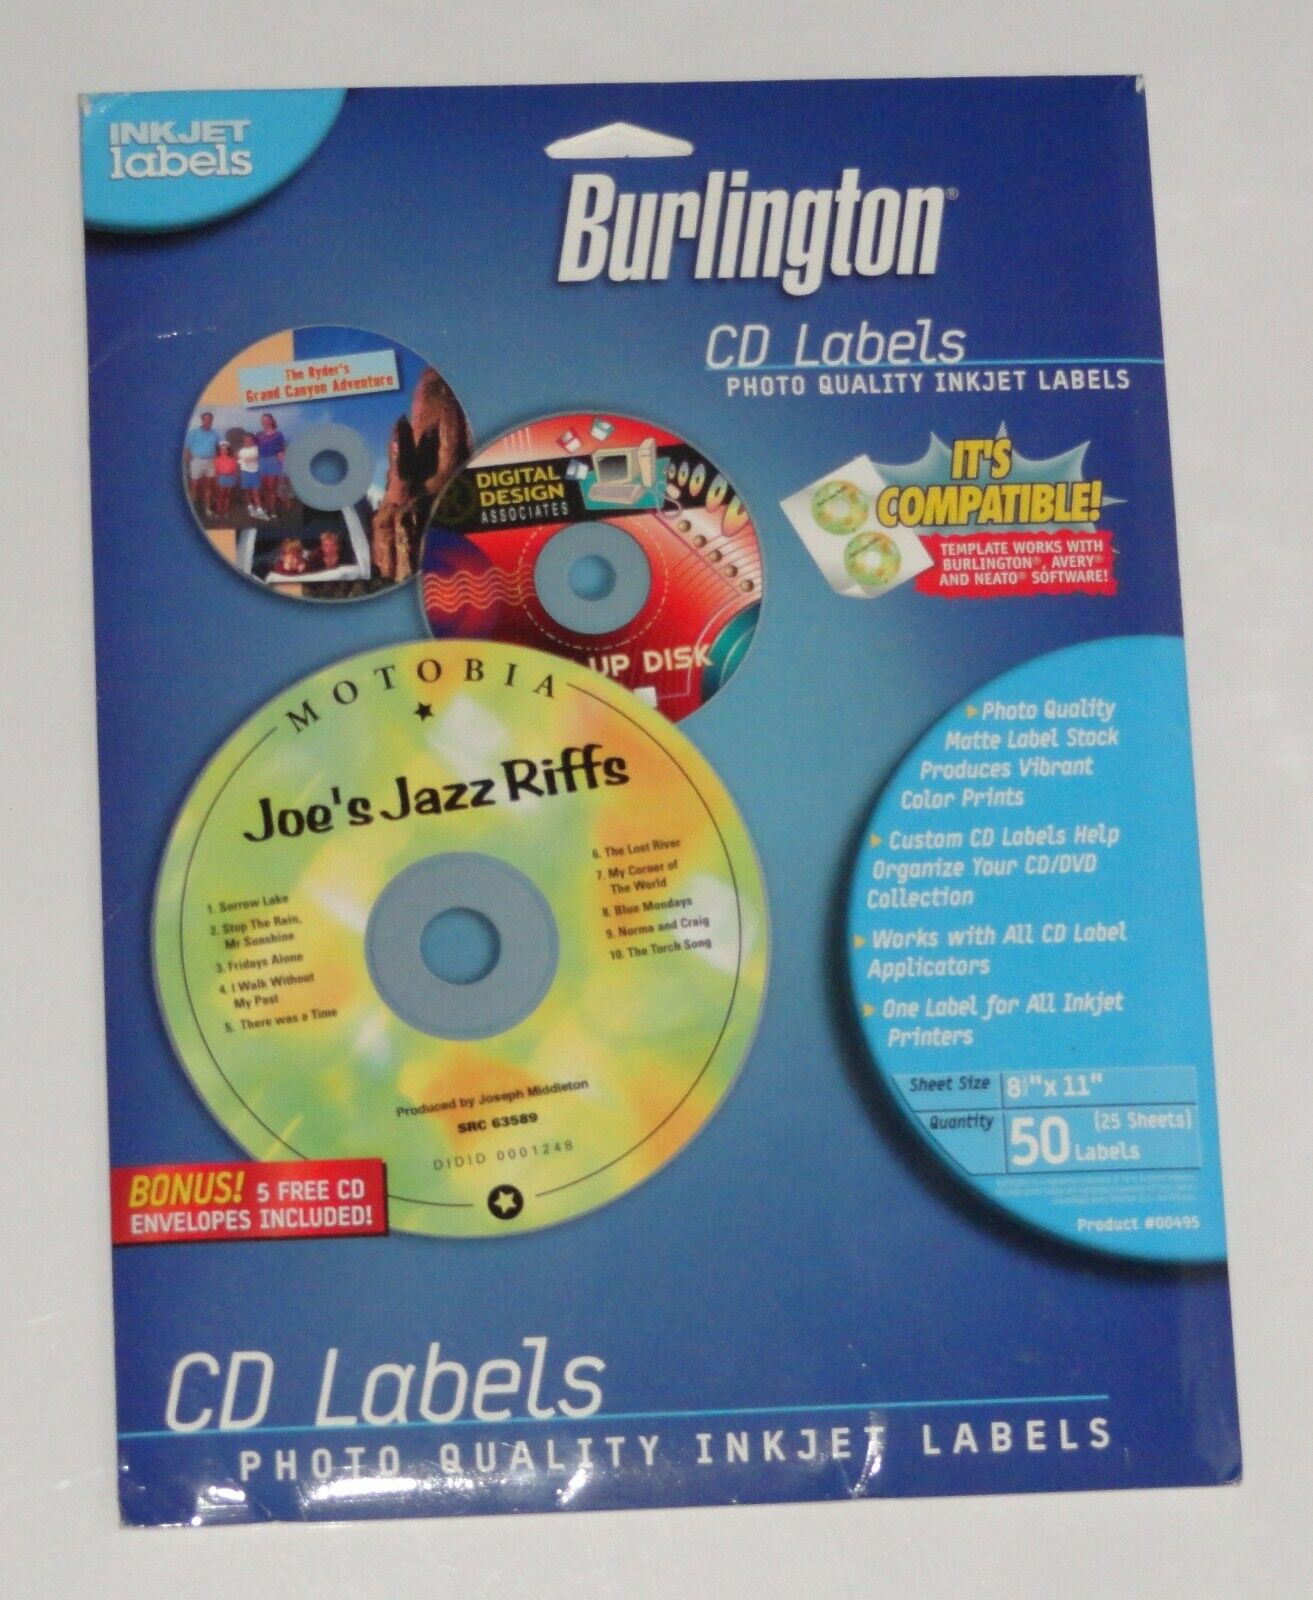 INKJET
labels
Burlington®
CD Labels
PHOTO QUALITY INKJET LABELS
The Ryder's
Grand Canyon Adventure
DIGITAL
DESIGN
ASSOCIATES
UP DISK
IT'S
COMPATIBLE!
TEMPLATE WORKS WITH
BURLINGTON®, AVERY®
AND NEATO® SOFTWARE!
MOTOBIA
Joe's Jazz Riffs
1. Sorrow Lake
2. Stop The Rain,
Mr Sunshine
3. Fridays Alone
4. I Walk Without
My Past
5. There was a Time
6. The Lost River
7. My Corner of
The World
8. Blue Mondays
9. Norma and Craig
10. The Torch Song
Produced by Joseph Middleton
SRC 63589
DIDID 0001248
Photo Quality
Matte Label Stock
Produces Vibrant
Color Prints
Custom CD Labels Help
Organize Your CD/DVD
Collection
Works with All CD Label
Applicators
One Label for All Inkjet
Printers
Sheet Size 8½" x 11"
Quantity 50 (25 Sheets)
Labels
Product #00495
BONUS! 5 FREE CD
ENVELOPES INCLUDED!
CD Labels
PHOTO QUALITY INKJET LABELS